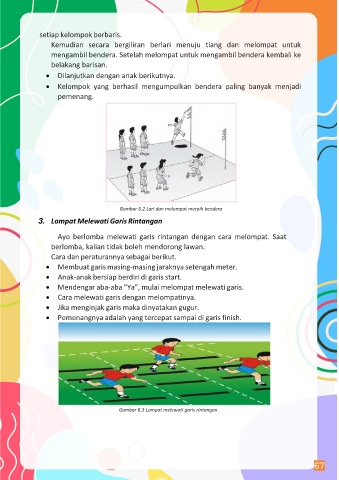 setiap kelompok berbaris.
Kemudian secara bergiliran berlari menuju tiang dan melompat untuk
mengambil bendera. Setelah melompat untuk mengambil bendera kembali ke
belakang barisan.
• Dilanjutkan dengan anak berikutnya.
• Kelompok yang berhasil mengumpulkan bendera paling banyak menjadi
pemenang.
Gambar 6.2 Lari dan melompat meraih bendera
3. Lompat Melewati Garis Rintangan
Ayo berlomba melewati garis rintangan dengan cara melompat. Saat
berlomba, kalian tidak boleh mendorong lawan.
Cara dan peraturannya sebagai berikut.
• Membuat garis masing-masing jaraknya setengah meter.
• Anak-anak bersiap berdiri di garis start.
• Mendengar aba-aba "Ya", mulai melompat melewati garis.
• Cara melewati garis dengan melompatinya.
• Jika menginjak garis maka dinyatakan gugur.
• Pemenangnya adalah yang tercepat sampai di garis finish.
Gambar 6.3 Lompat melewati garis rintangan
67